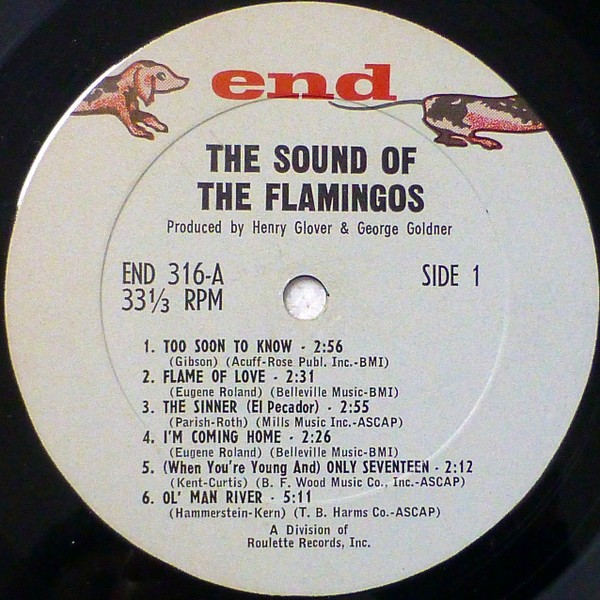 end
THE SOUND OF
THE FLAMINGOS
Produced by Henry Glover & George Goldner
END 316-A
SIDE 1
33⅓ RPM
1. TOO SOON TO KNOW - 2:56
(Gibson) (Acuff-Rose Publ. Inc.-BMI)
2. FLAME OF LOVE - 2:31
(Eugene Roland) (Belleville Music-BMI)
3. THE SINNER (El Pecador) - 2:55
(Parish-Roth) (Mills Music Inc.-ASCAP)
4. I'M COMING HOME - 2:26
(Eugene Roland) (Belleville Music-BMI)
5. (When You're Young And) ONLY SEVENTEEN - 2:12
(Kent-Curtis) (B. F. Wood Music Co., Inc.-ASCAP)
6. OL' MAN RIVER - 5:11
(Hammerstein-Kern) (T. B. Harms Co.-ASCAP)
A Division of
Roulette Records, Inc.